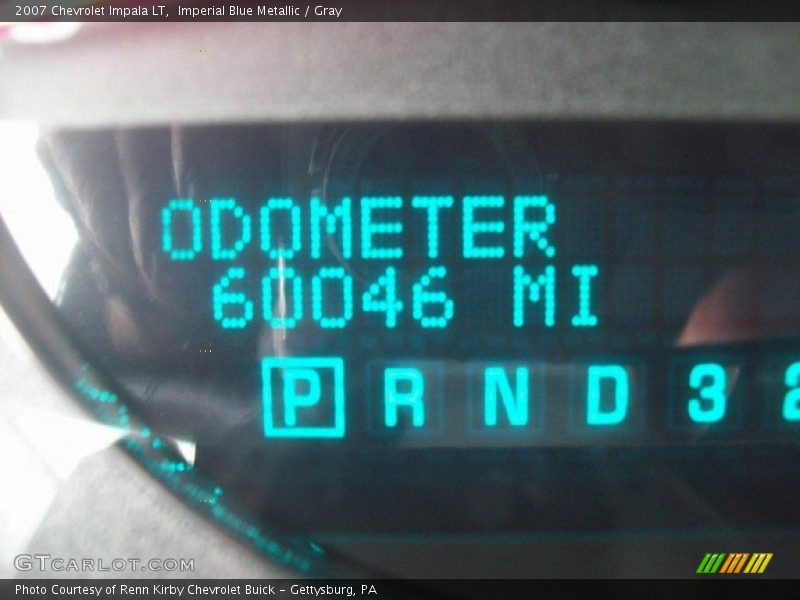 2007 Chevrolet Impala LT,  Imperial Blue Metallic / Gray
ODOMETER
60046 MI
P R N D 3 2
GTCARLOT.COM
Photo Courtesy of Renn Kirby Chevrolet Buick - Gettysburg, PA